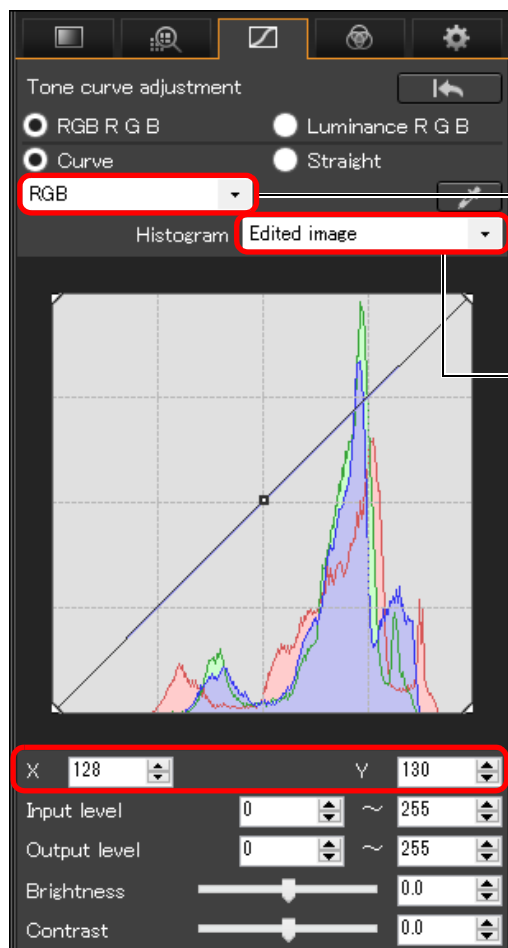 Tone curve adjustment
RGB R G B Luminance R G B
Curve Straight
RGB
Histogram Edited image
X 128 Y 130
Input level 0 ~ 255
Output level 0 ~ 255
Brightness 0.0
Contrast 0.0